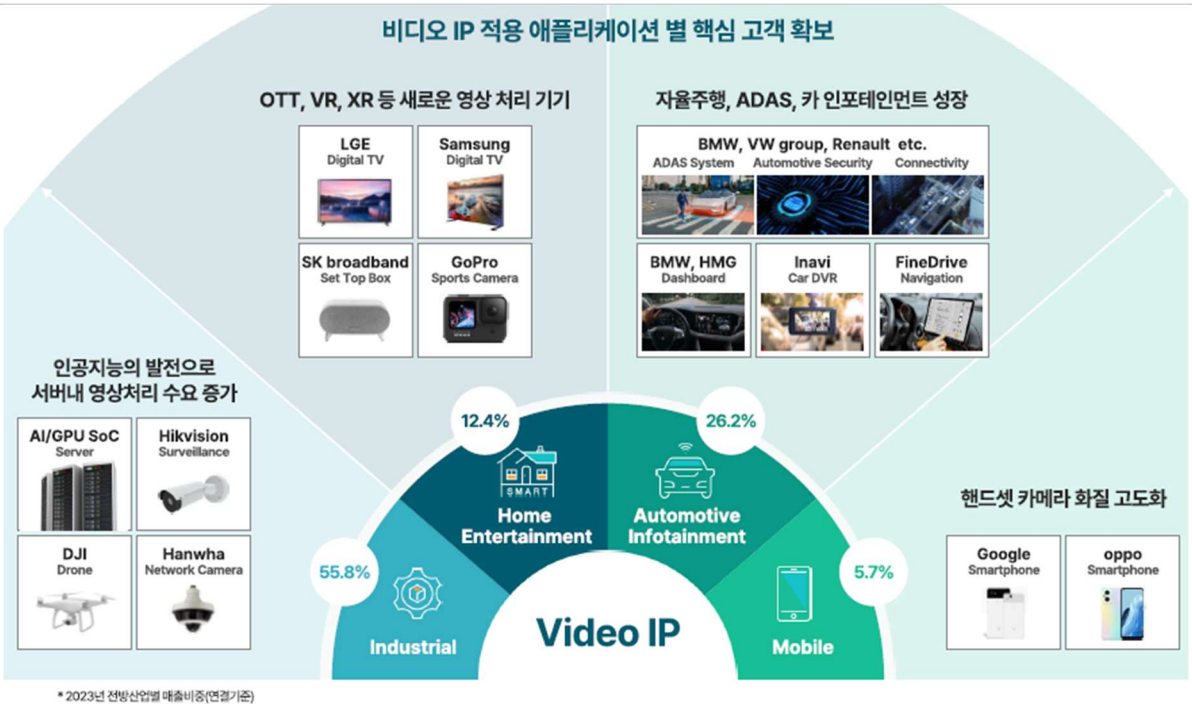 비디오 IP 적용 애플리케이션 별 핵심 고객 확보
OTT, VR, XR 등 새로운 영상 처리 기기
LGE
Digital TV
Samsung
Digital TV
SK broadband
Set Top Box
GoPro
Sports Camera
자율주행, ADAS, 카 인포테인먼트 성장
BMW, VW group, Renault etc.
ADAS System
Automotive Security
Connectivity
BMW, HMG
Dashboard
Inavi
Car DVR
FineDrive
Navigation
인공지능의 발전으로
서버내 영상처리 수요 증가
AI/GPU SoC
Server
Hikvision
Surveillance
DJI
Drone
Hanwha
Network Camera
핸드셋 카메라 화질 고도화
Google
Smartphone
oppo
Smartphone
55.8%
Industrial
12.4%
SMART
Home
Entertainment
26.2%
Automotive
Infotainment
5.7%
Mobile
Video IP
* 2023년 전방산업별 매출비중(연결기준)